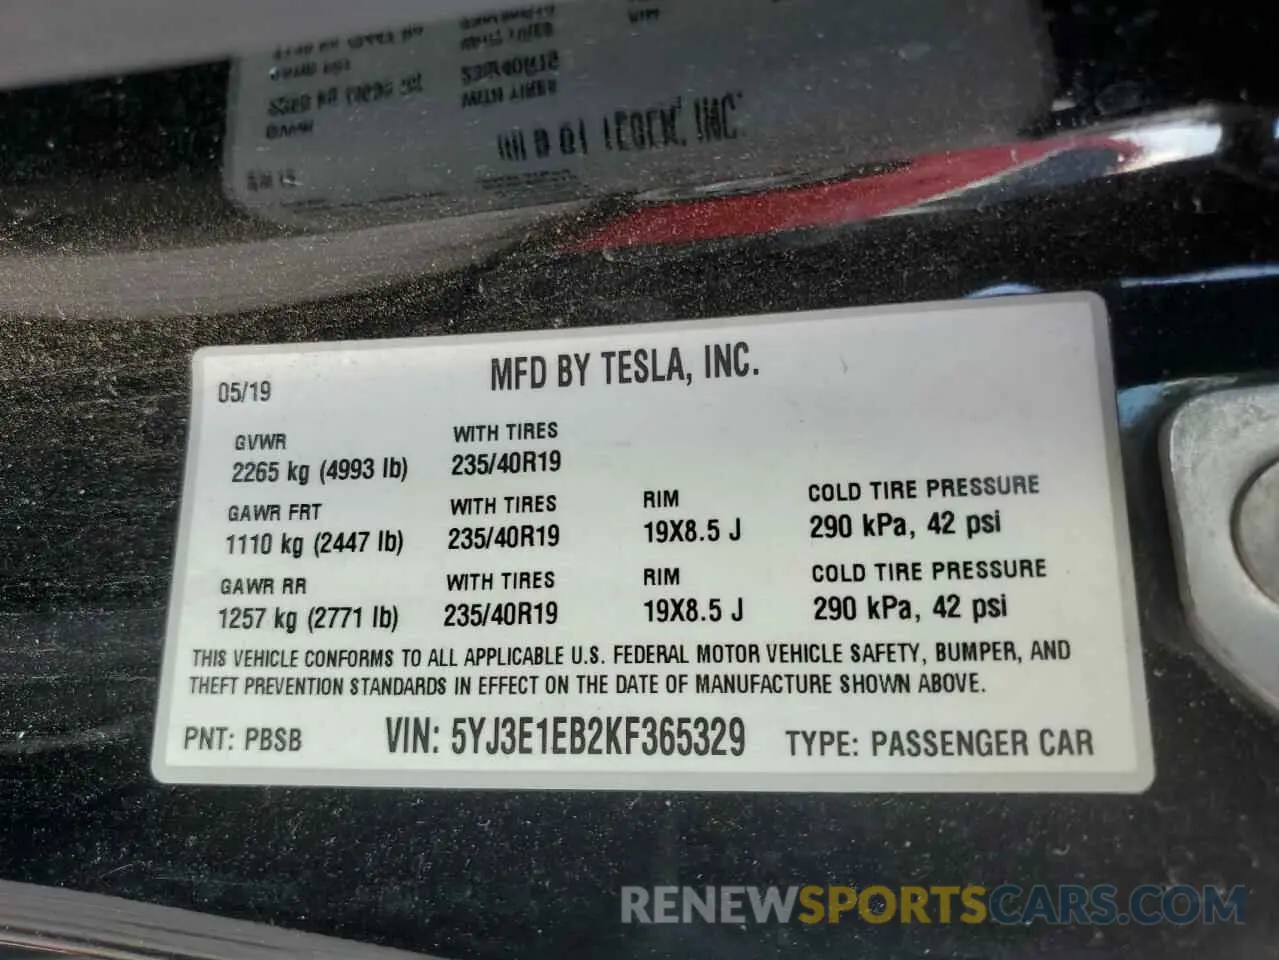 MFD BY TESLA, INC.
05/19
GVWR WITH TIRES
2265 kg (4993 lb) 235/40R19
GAWR FRT WITH TIRES RIM COLD TIRE PRESSURE
1110 kg (2447 lb) 235/40R19 19X8.5 J 290 kPa, 42 psi
GAWR RR WITH TIRES RIM COLD TIRE PRESSURE
1257 kg (2771 lb) 235/40R19 19X8.5 J 290 kPa, 42 psi
THIS VEHICLE CONFORMS TO ALL APPLICABLE U.S. FEDERAL MOTOR VEHICLE SAFETY, BUMPER, AND
THEFT PREVENTION STANDARDS IN EFFECT ON THE DATE OF MANUFACTURE SHOWN ABOVE.
PNT: PBSB VIN: 5YJ3E1EB2KF365329 TYPE: PASSENGER CAR
RENEWSPORTSCARS.COM